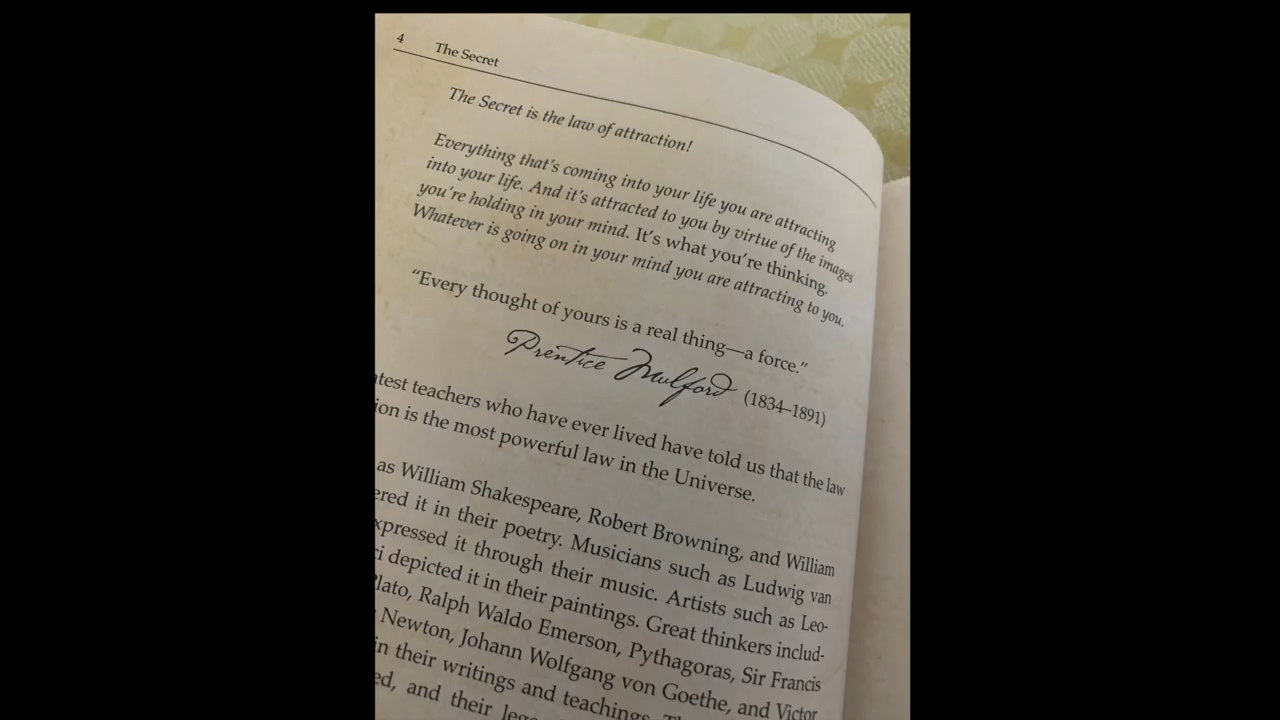 4 The Secret
The Secret is the law of attraction!
Everything that's coming into your life you are attracting
into your life. And it's attracted to you by virtue of the images
you're holding in your mind. It's what you're thinking.
Whatever is going on in your mind you are attracting to you.
“Every thought of yours is a real thing—a force.”
Prentice Mulford (1834–1891)
teachers who have ever lived have told us that the law
is the most powerful law in the Universe.
as William Shakespeare, Robert Browning, and William
it in their poetry. Musicians such as Ludwig van
it through their music. Artists such as Leo-
depicted it in their paintings. Great thinkers includ-
Plato, Ralph Waldo Emerson, Pythagoras, Sir Francis
Newton, Johann Wolfgang von Goethe, and Victor
in their writings and teachings.
and their